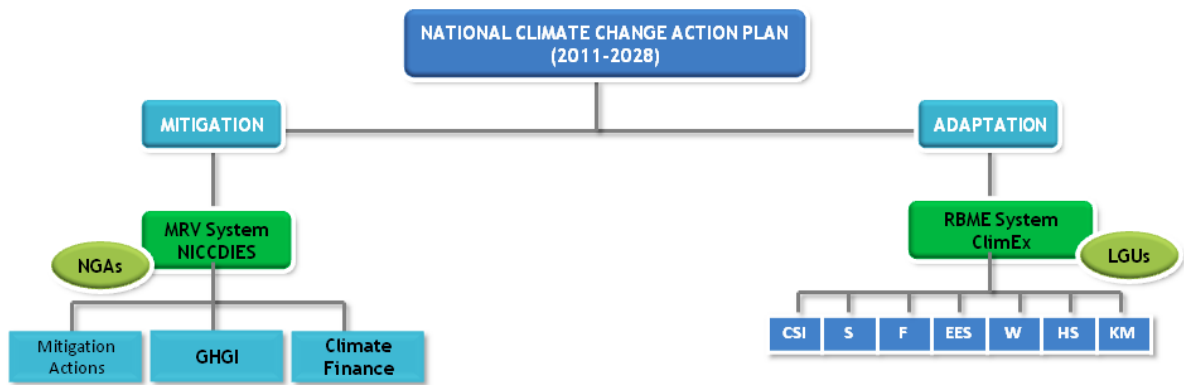 NATIONAL CLIMATE CHANGE ACTION PLAN
(2011-2028)
MITIGATION
ADAPTATION
MRV System
NICCDIES
NGAs
RBME System
ClimEx
LGUs
Mitigation
Actions
GHGI
Climate
Finance
CSI
S
F
EES
W
HS
KM